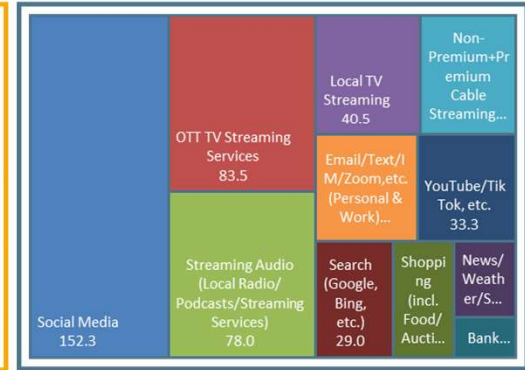 Social Media
152.3
OTT TV Streaming
Services
83.5
Streaming Audio
(Local Radio/
Podcasts/Streaming
Services)
78.0
Local TV
Streaming
40.5
Non-
Premium+Pr
emium
Cable
Streaming...
Email/Text/I
M/Zoom,etc.
(Personal &
Work)...
YouTube/Tik
Tok, etc.
33.3
Search
(Google,
Bing,
etc.)
29.0
Shoppi
ng
(incl.
Food/
Aucti...
News/
Weath
er/S...
Bank...